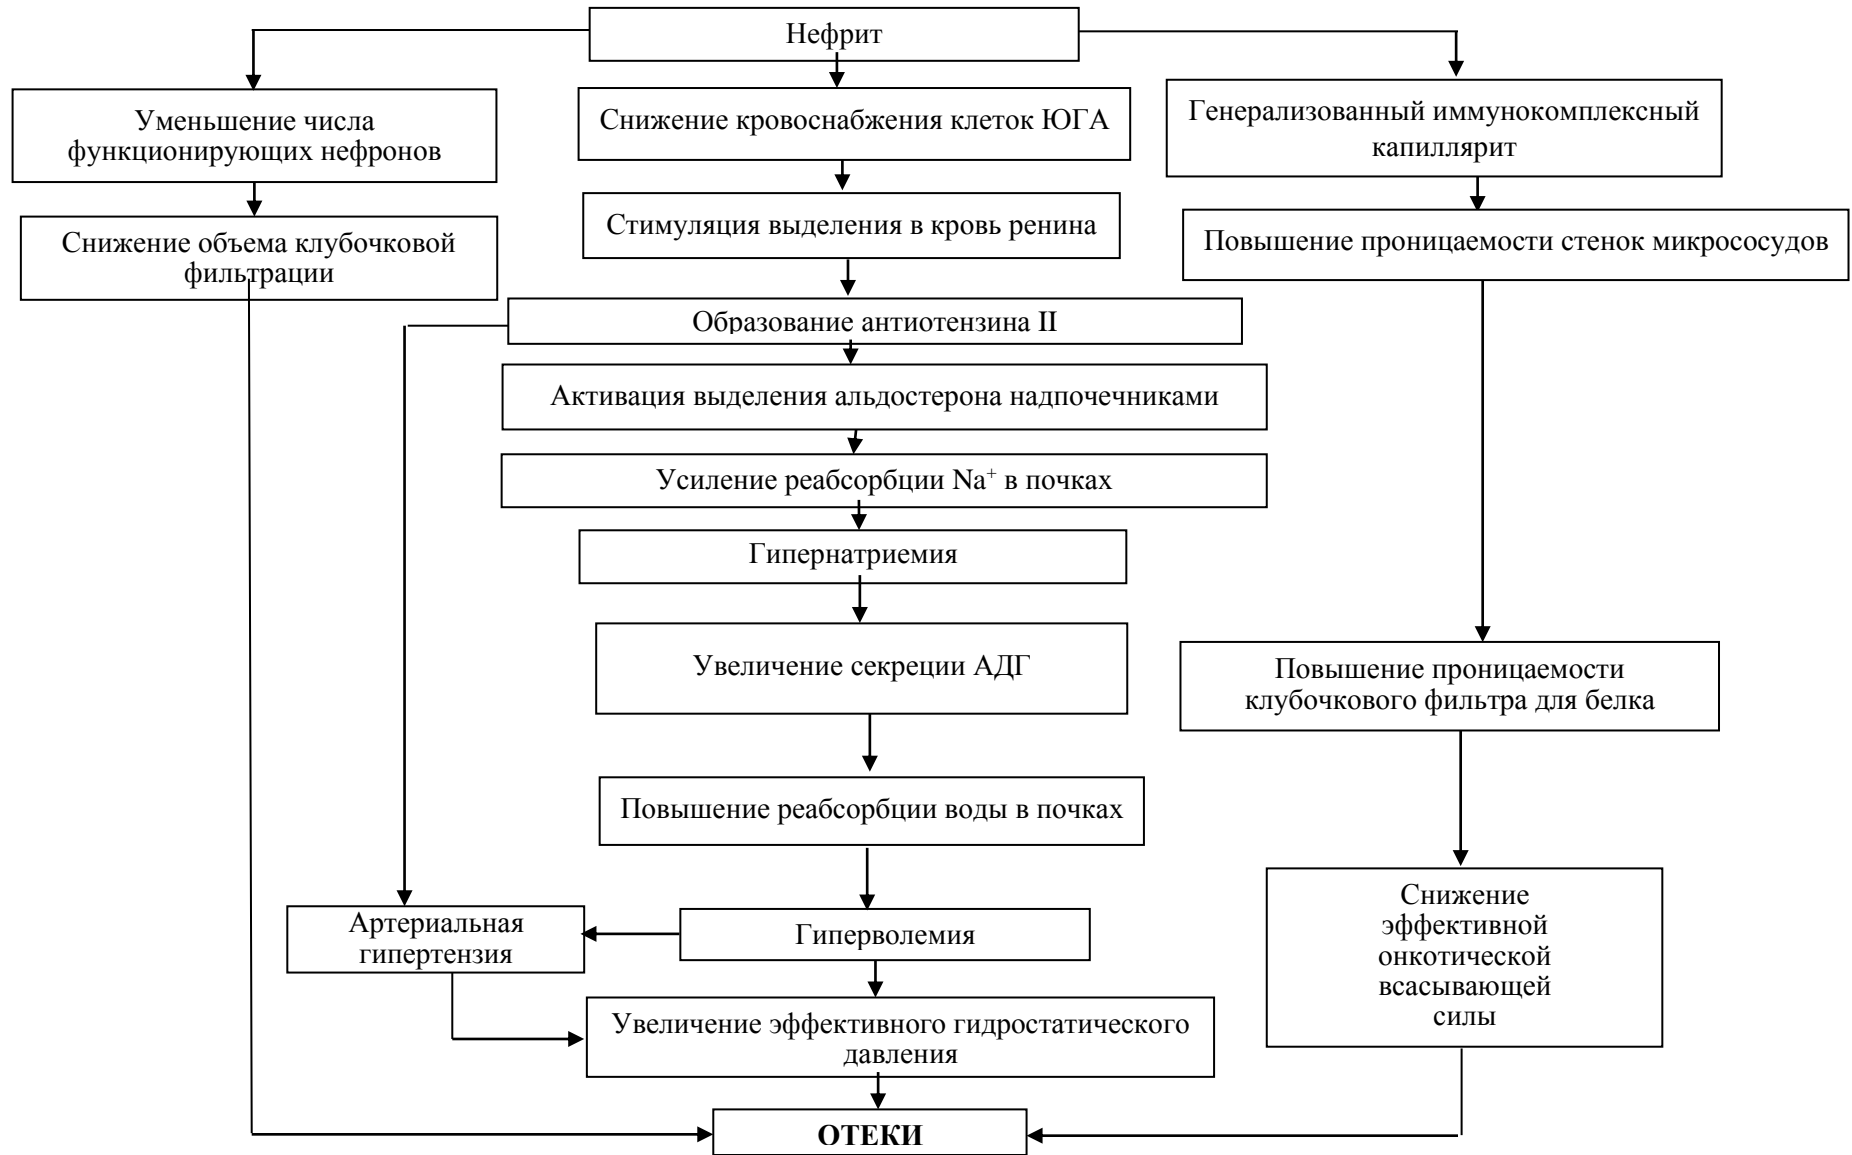 Нефрит
Уменьшение числа
функционирующих нефронов
Снижение объема клубочковой
фильтрации
Снижение кровоснабжения клеток ЮГА
Стимуляция выделения в кровь ренина
Образование антиотензина II
Активация выделения альдостерона надпочечниками
Усиление реабсорбции Na⁺ в почках
Гипернатриемия
Увеличение секреции АДГ
Повышение реабсорбции воды в почках
Гиперволемия
Артериальная
гипертензия
Увеличение эффективного гидростатического
давления
Генерализованный иммунокомплексный
капиллярит
Повышение проницаемости стенок микрососудов
Повышение проницаемости
клубочкового фильтра для белка
Снижение
эффективной
онкотической
всасывающей
силы
ОТЕКИ